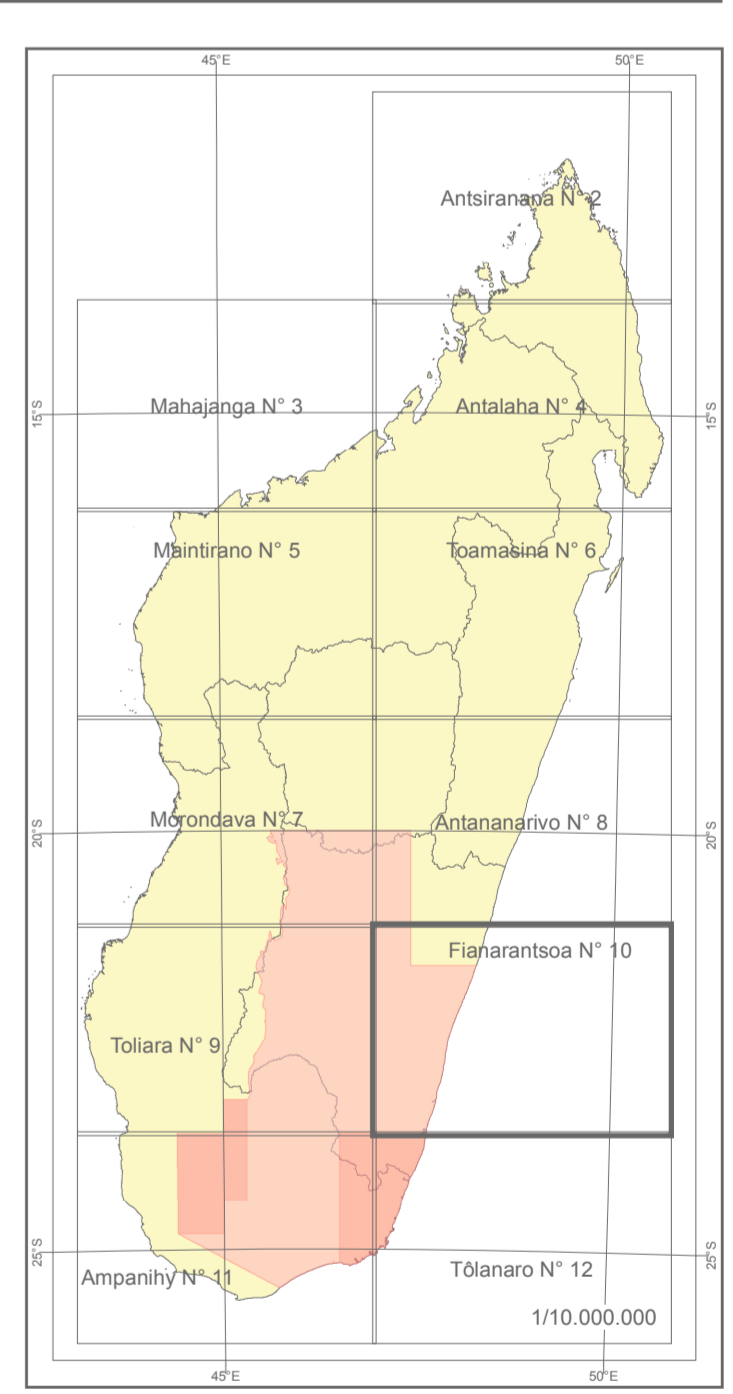 45°E 50°E
Antsiranana N° 2
Mahajanga N° 3 Antalaha N° 4
15°S 15°S
Maintirano N° 5 Toamasina N° 6
Morondava N° 7 Antananarivo N° 8
20°S 20°S
Fianarantsoa N° 10
Toliara N° 9
25°S 25°S
Ampanihy N° 11 Tôlanaro N° 12
1/10.000.000
45°E 50°E